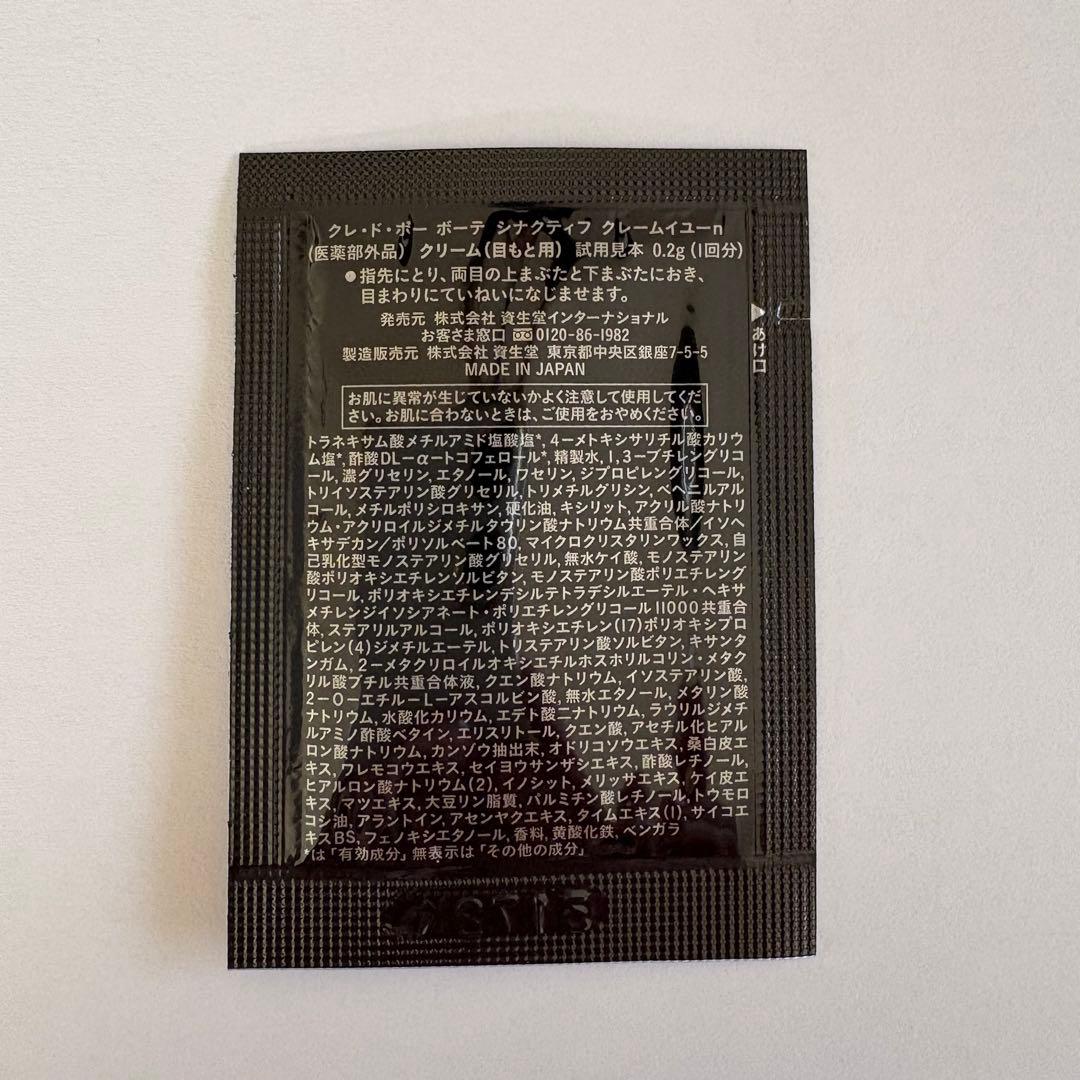 クレ・ド・ポー ボーテ シナクティフ クレームイユーn
(医薬部外品) クリーム(目もと用) 試用見本 0.2g(1回分)
●指先にとり、両目の上まぶたと下まぶたにおき、
目まわりにていねいになじませます。
発売元 株式会社 資生堂インターナショナル
お客さま窓口 0120-86-1982
製造販売元 株式会社 資生堂 東京都中央区銀座7-5-5
MADE IN JAPAN
あけ口
お肌に異常が生じていないかよく注意して使用してくだ
さい。お肌に合わないときは、ご使用をおやめください。
トラネキサム酸メチルアミド塩酸塩*, 4-メトキシサリチル酸カリウ
ム塩*, 酢酸DL-α-トコフェロール*, 精製水, 1,3-ブチレングリコ
ール, 濃グリセリン, エタノール, ワセリン, ジプロピレングリコール,
トリイソステアリン酸グリセリル, トリメチルグリシン, ベヘニルアル
コール, メチルポリシロキサン, 硬化油, キシリット, アクリル酸ナトリ
ウム・アクリロイルジメチルタウリン酸ナトリウム共重合体/イソヘ
キサデカン/ポリソルベート80, マイクロクリスタリンワックス, 自
己乳化型モノステアリン酸グリセリル, 無水ケイ酸, モノステアリン
酸ポリオキシエチレンソルビタン, モノステアリン酸ポリエチレング
リコール, ポリオキシエチレンデシルテトラデシルエーテル・ヘキサ
メチレンジイソシアネート・ポリエチレングリコール11000共重合
体, ステアリルアルコール, ポリオキシエチレン(17)ポリオキシプロ
ピレン(4)ジメチルエーテル, トリステアリン酸ソルビタン, キサンタ
ンガム, 2-メタクリロイルオキシエチルホスホリルコリン・メタク
リル酸ブチル共重合体液, クエン酸ナトリウム, イソステアリン酸,
2-O-エチル-L-アスコルビン酸, 無水エタノール, メタリン酸
ナトリウム, 水酸化カリウム, エデト酸二ナトリウム, ラウリルジメチ
ルアミノ酢酸ベタイン, エリスリトール, クエン酸, アセチル化ヒアル
ロン酸ナトリウム, カンゾウ抽出末, オドリコソウエキス, 桑白皮エ
キス, ワレモコウエキス, セイヨウサンザシエキス, 酢酸レチノール,
ヒアルロン酸ナトリウム(2), イノシット, メリッサエキス, ケイ皮エ
キス, マツエキス, 大豆リン脂質, パルミチン酸レチノール, トウモロ
コシ油, アラントイン, アセンヤクエキス, タイムエキス(1), サイコエ
キスBS, フェノキシエタノール, 香料, 黄酸化鉄, ベンガラ
*は「有効成分」無表示は「その他の成分」